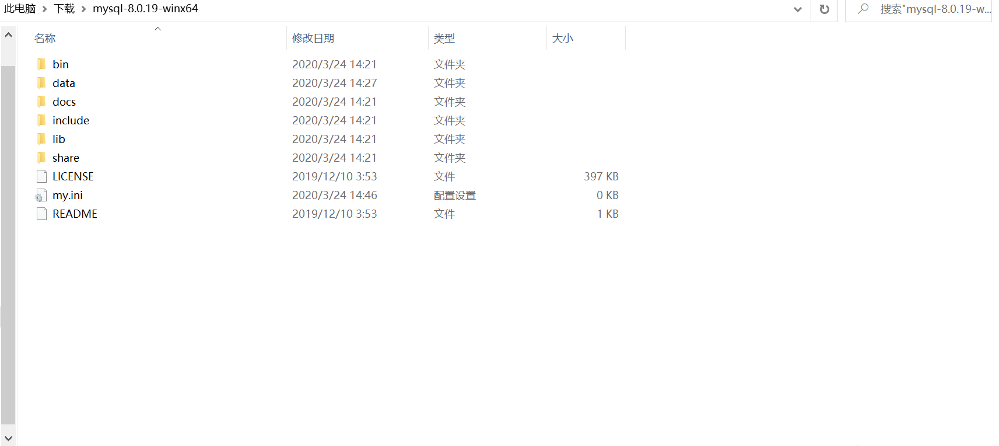 此电脑 > 下载 > mysql-8.0.19-winx64 搜索"mysql-8.0.19-w...
名称 修改日期 类型 大小
bin 2020/3/24 14:21 文件夹
data 2020/3/24 14:27 文件夹
docs 2020/3/24 14:21 文件夹
include 2020/3/24 14:21 文件夹
lib 2020/3/24 14:21 文件夹
share 2020/3/24 14:21 文件夹
LICENSE 2019/12/10 3:53 文件 397 KB
my.ini 2020/3/24 14:46 配置设置 0 KB
README 2019/12/10 3:53 文件 1 KB